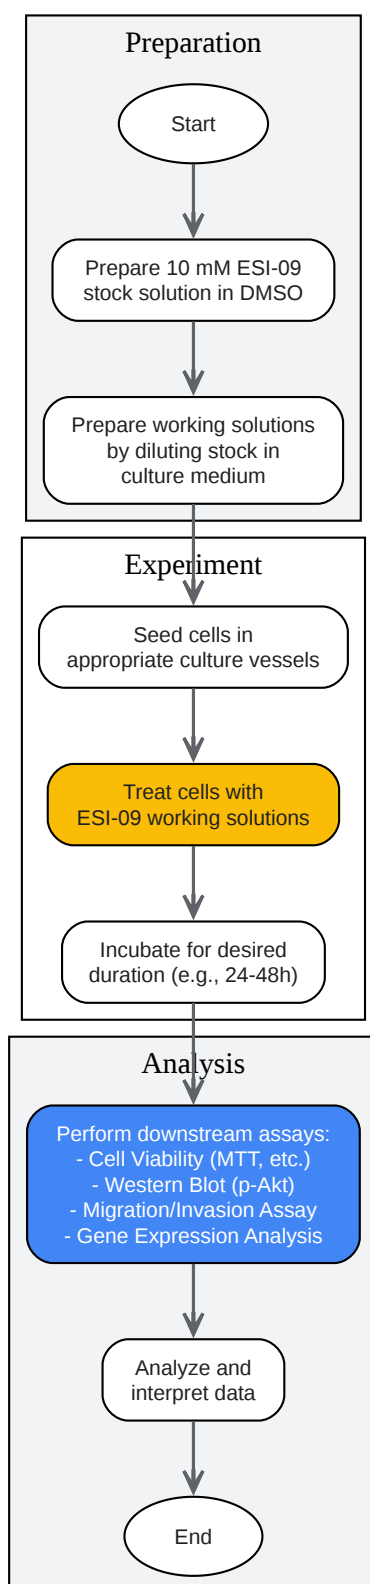 Preparation
Start
Prepare 10 mM ESI-09
stock solution in DMSO
Prepare working solutions
by diluting stock in
culture medium
Experiment
Seed cells in
appropriate culture vessels
Treat cells with
ESI-09 working solutions
Incubate for desired
duration (e.g., 24-48h)
Analysis
Perform downstream assays:
- Cell Viability (MTT, etc.)
- Western Blot (p-Akt)
- Migration/Invasion Assay
- Gene Expression Analysis
Analyze and
interpret data
End